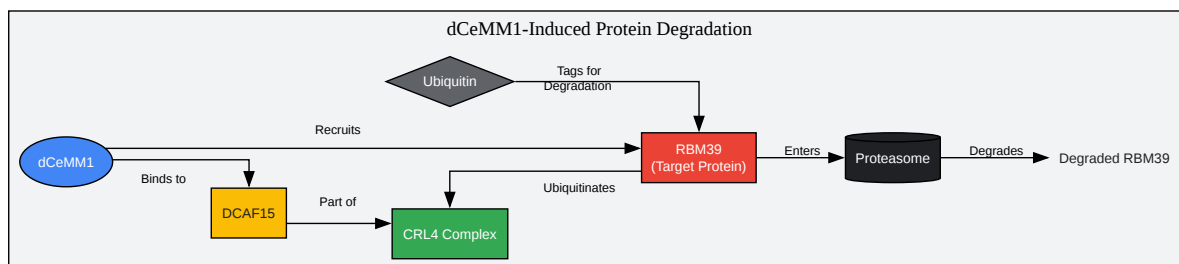 dCeMM1-Induced Protein Degradation
Ubiquitin
Tags for
Degradation
Recruits
dCeMM1
RBM39
(Target Protein)
Enters
Proteasome
Degrades
Degraded RBM39
Binds to
Ubiquitinates
DCAF15
Part of
CRL4 Complex